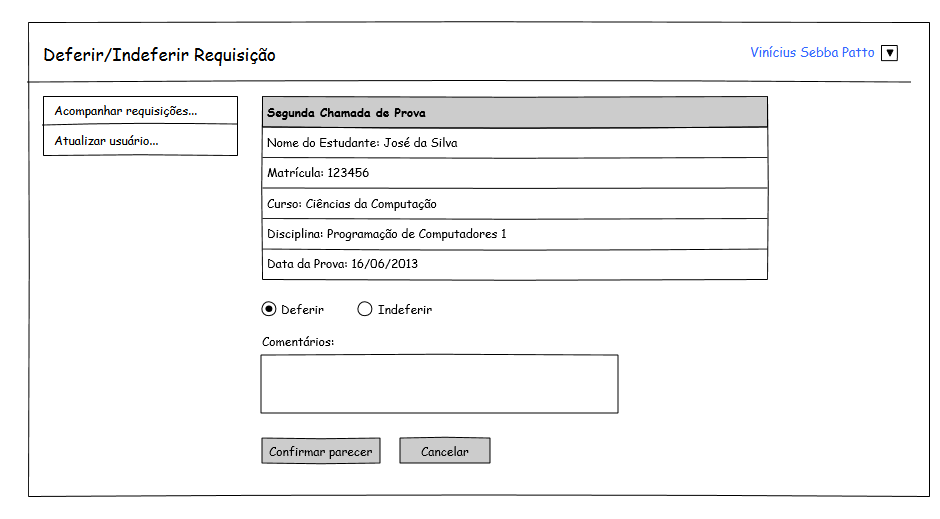 Deferir/Indeferir Requisição
Vinícius Sebba Patto
Acompanhar requisições...
Atualizar usuário...
Segunda Chamada de Prova
Nome do Estudante: José da Silva
Matrícula: 123456
Curso: Ciências da Computação
Disciplina: Programação de Computadores 1
Data da Prova: 16/06/2013
Deferir
Indeferir
Comentários:
Confirmar parecer
Cancelar